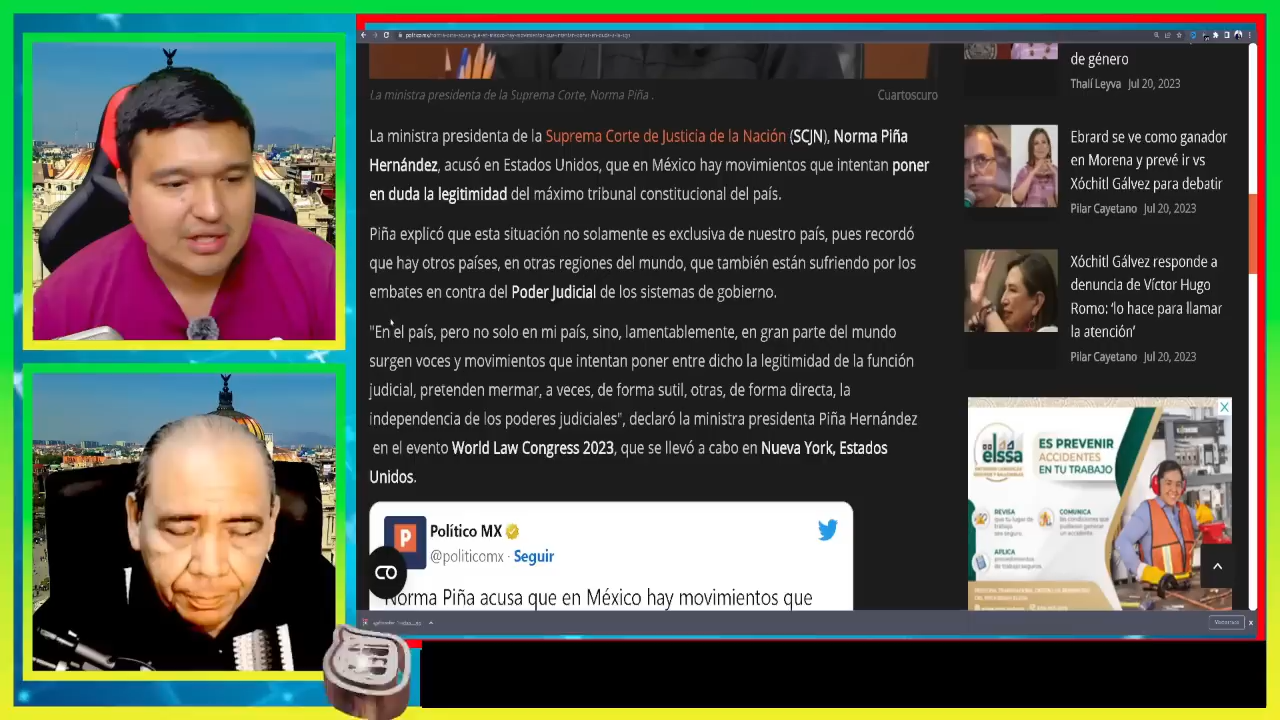 La ministra presidenta de la Suprema Corte, Norma Piña .
Cuartoscuro
La ministra presidenta de la Suprema Corte de Justicia de la Nación (SCJN), Norma Piña
Hernández, acusó en Estados Unidos, que en México hay movimientos que intentan poner
en duda la legitimidad del máximo tribunal constitucional del país.
Piña explicó que esta situación no solamente es exclusiva de nuestro país, pues recordó
que hay otros países, en otras regiones del mundo, que también están sufriendo por los
embates en contra del Poder Judicial de los sistemas de gobierno.
"En el país, pero no solo en mi país, sino, lamentablemente, en gran parte del mundo
surgen voces y movimientos que intentan poner entre dicho la legitimidad de la función
judicial, pretenden mermar, a veces, de forma sutil, otras, de forma directa, la
independencia de los poderes judiciales", declaró la ministra presidenta Piña Hernández
en el evento World Law Congress 2023, que se llevó a cabo en Nueva York, Estados
Unidos.
P
Político MX
@politicomx · Seguir
Norma Piña acusa que en México hay movimientos que
de género
Thalí Leyva Jul 20, 2023
Ebrard se ve como ganador
en Morena y prevé ir vs
Xóchitl Gálvez para debatir
Pilar Cayetano Jul 20, 2023
Xóchitl Gálvez responde a
denuncia de Víctor Hugo
Romo: 'lo hace para llamar
la atención'
Pilar Cayetano Jul 20, 2023
elssa
ES PREVENIR
ACCIDENTES
EN TU TRABAJO
REVISA
COMUNICA
APLICA